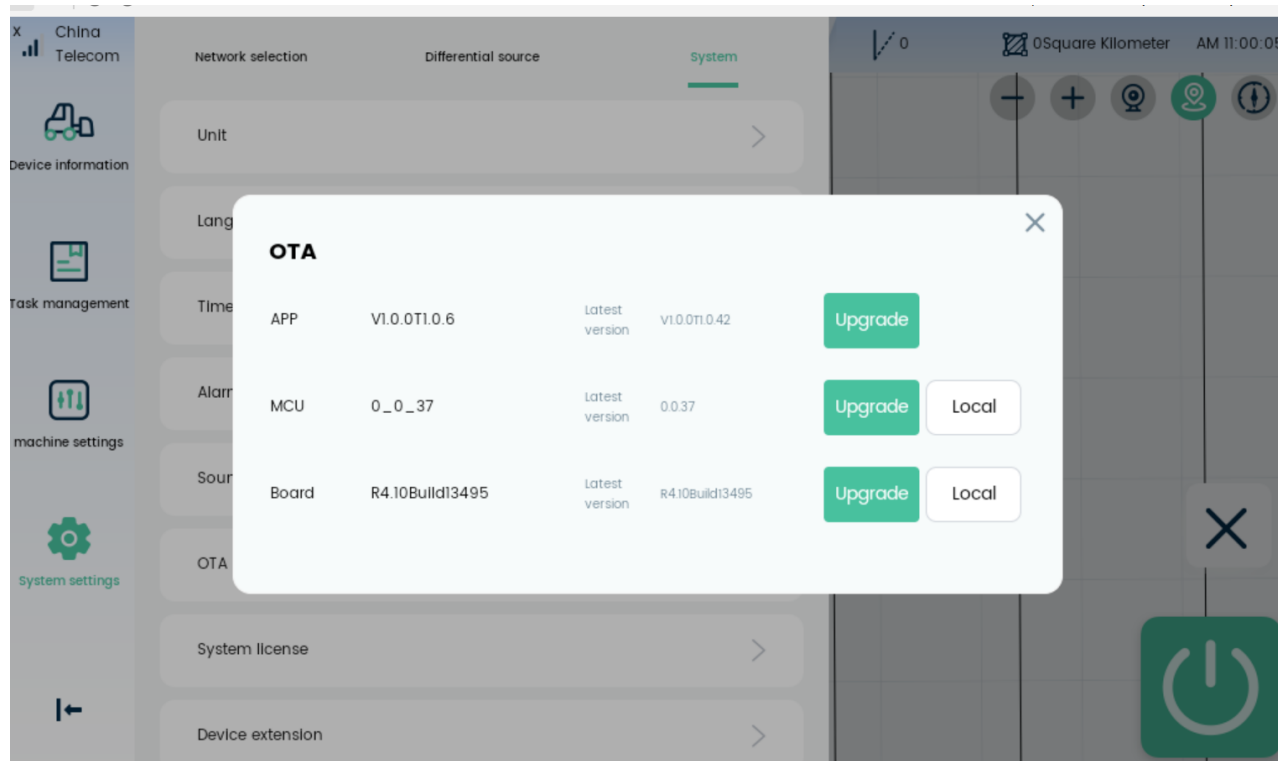 x China
Telecom
Network selection
Differential source
System
0
0Square Kilometer
AM 11:00:05
Device information
Unit
Lang
OTA
Task management
Time
APP
V1.0.0T1.0.6
Latest
version
V1.0.0T1.0.42
Upgrade
Alarr
MCU
0_0_37
Latest
version
0.0.37
Upgrade
Local
machine settings
Sour
Board
R4.10Build13495
Latest
version
R4.10Build13495
Upgrade
Local
OTA
System settings
System license
Device extension